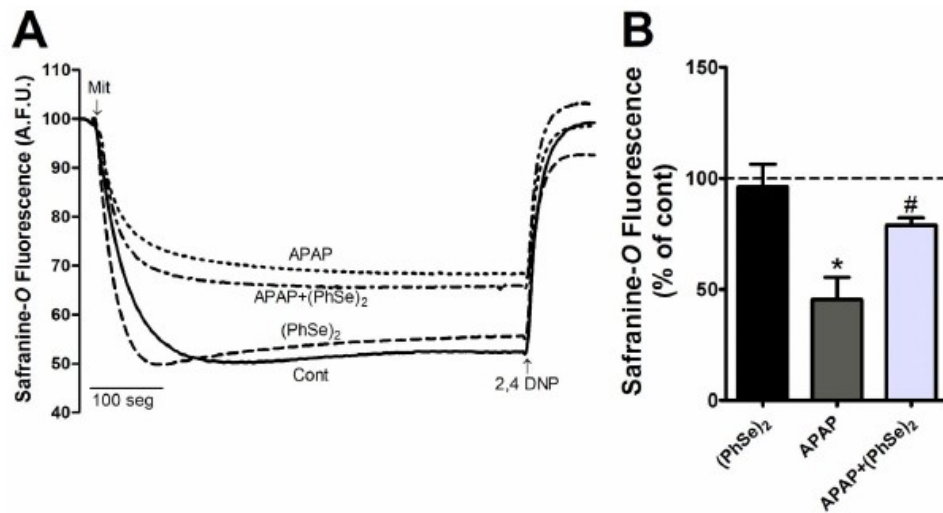 A
Safranine-O Fluorescence (A.F.U.)
110
100
90
80
70
60
50
40
Mit
APAP
APAP+(PhSe)2
(PhSe)2
Cont
2,4 DNP
100 seg
B
Safranine-O Fluorescence
(% of cont)
150
100
50
0
*
#
(PhSe)2
APAP
APAP+(PhSe)2